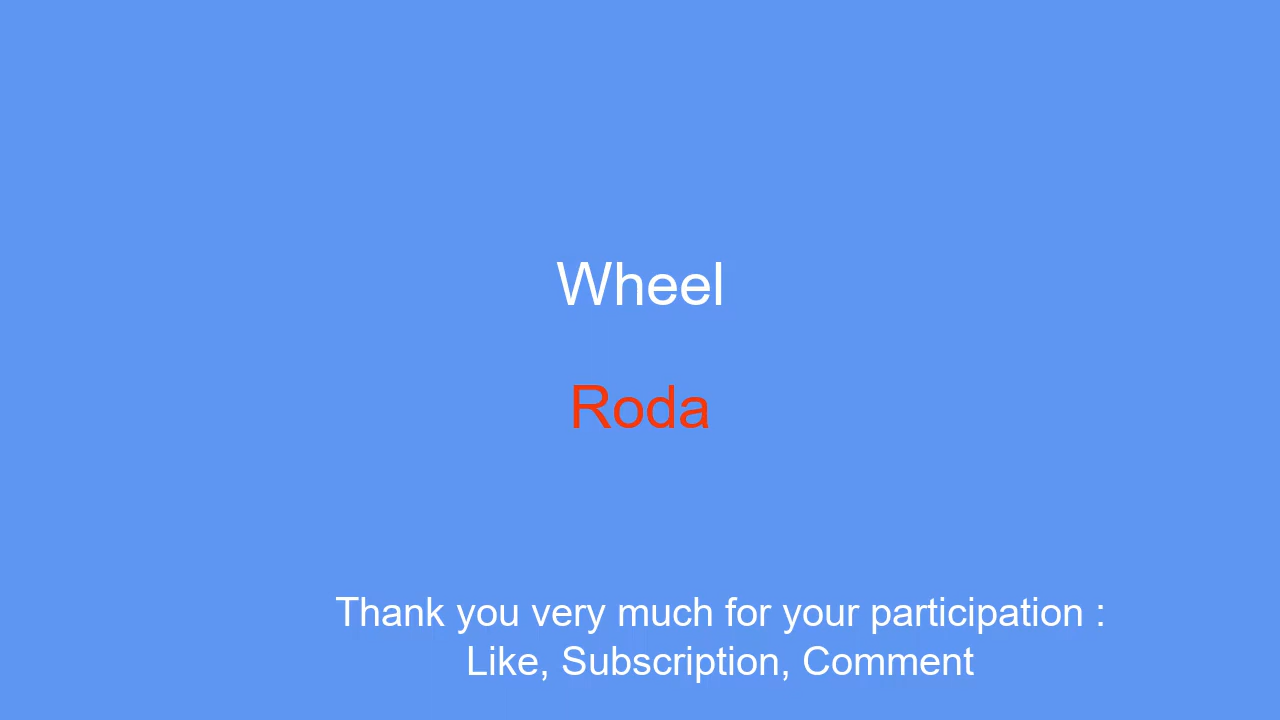 Wheel
Roda
Thank you very much for your participation :
Like, Subscription, Comment